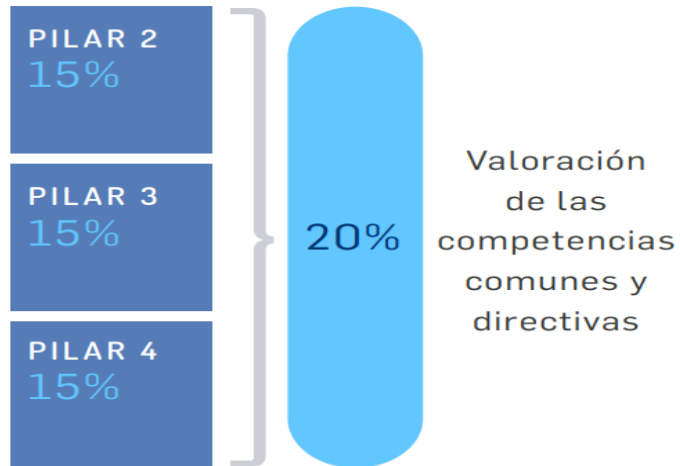 PILAR 2
15%
PILAR 3
15%
PILAR 4
15%
20%
Valoración
de las
competencias
comunes y
directivas